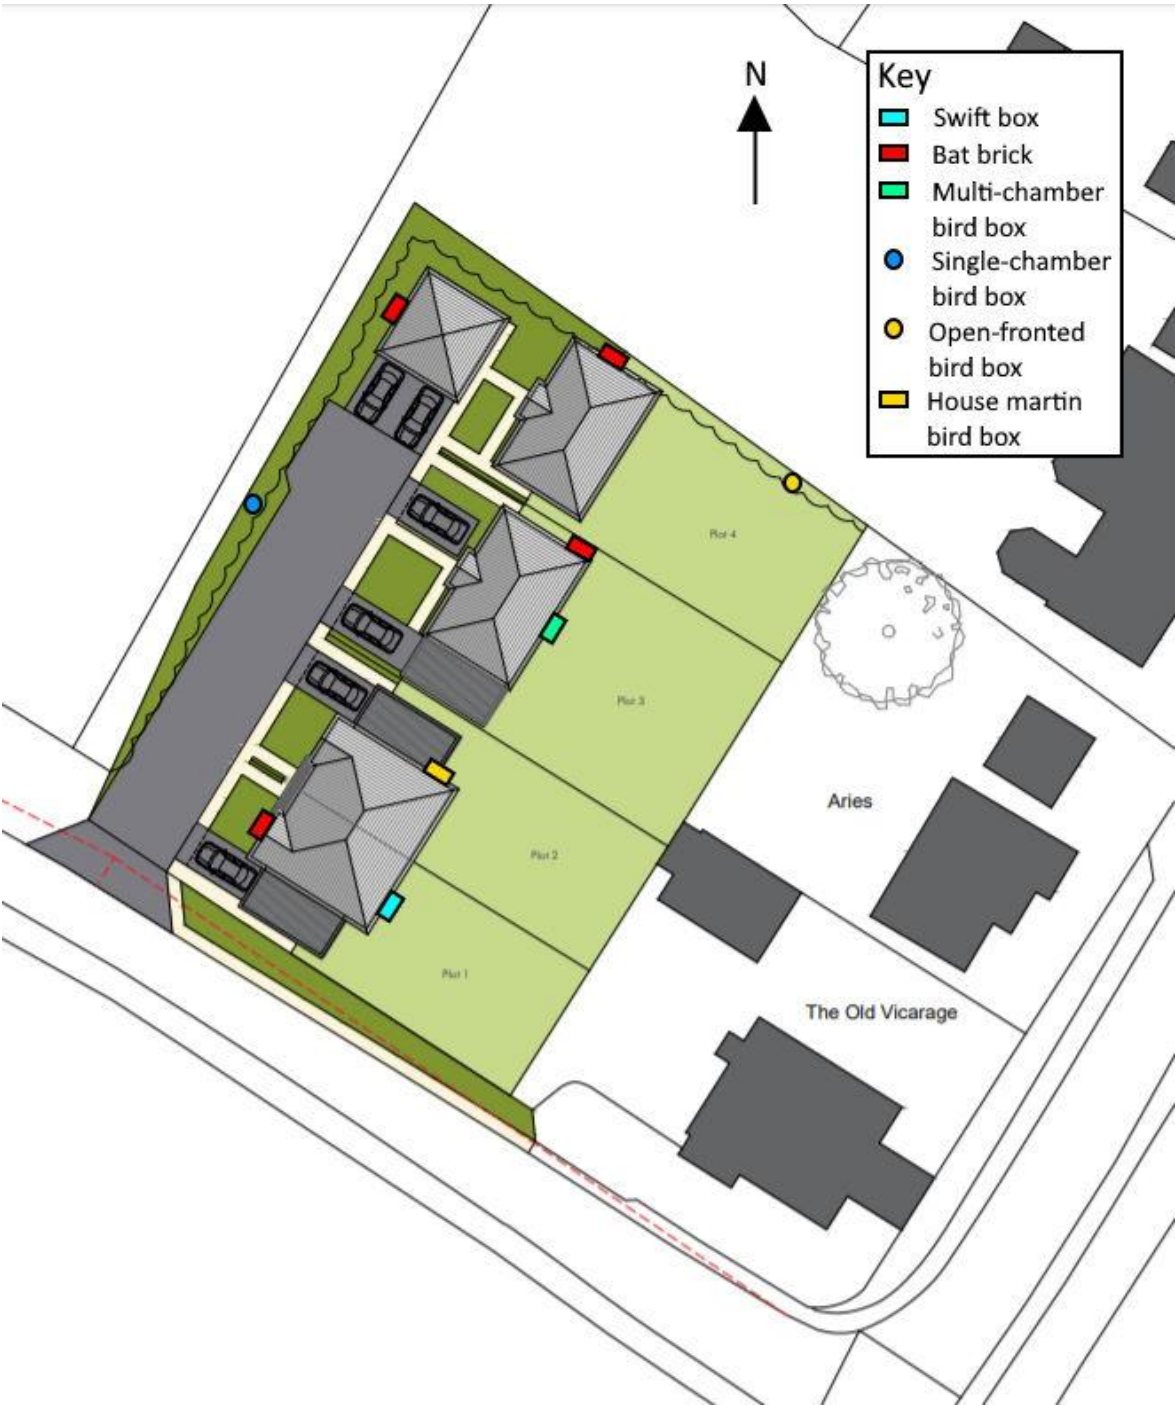 N
Key
Swift box
Bat brick
Multi-chamber
bird box
Single-chamber
bird box
Open-fronted
bird box
House martin
bird box
Plot 4
Plot 3
Aries
Plot 2
Plot 1
The Old Vicarage